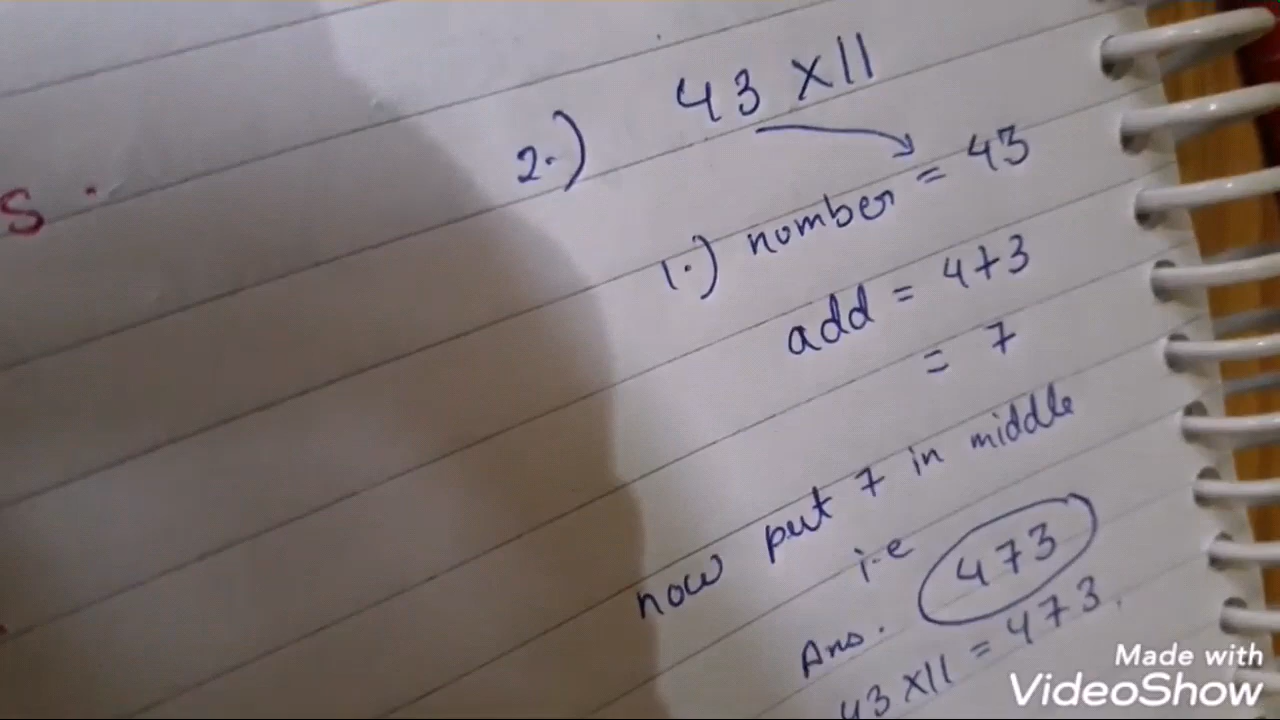 s.
2.) 43 x 11
1.) number = 43
add = 4+3
= 7
now put 7 in middle
i.e 473
Ans.
43 x 11 = 473.
Made with
VideoShow